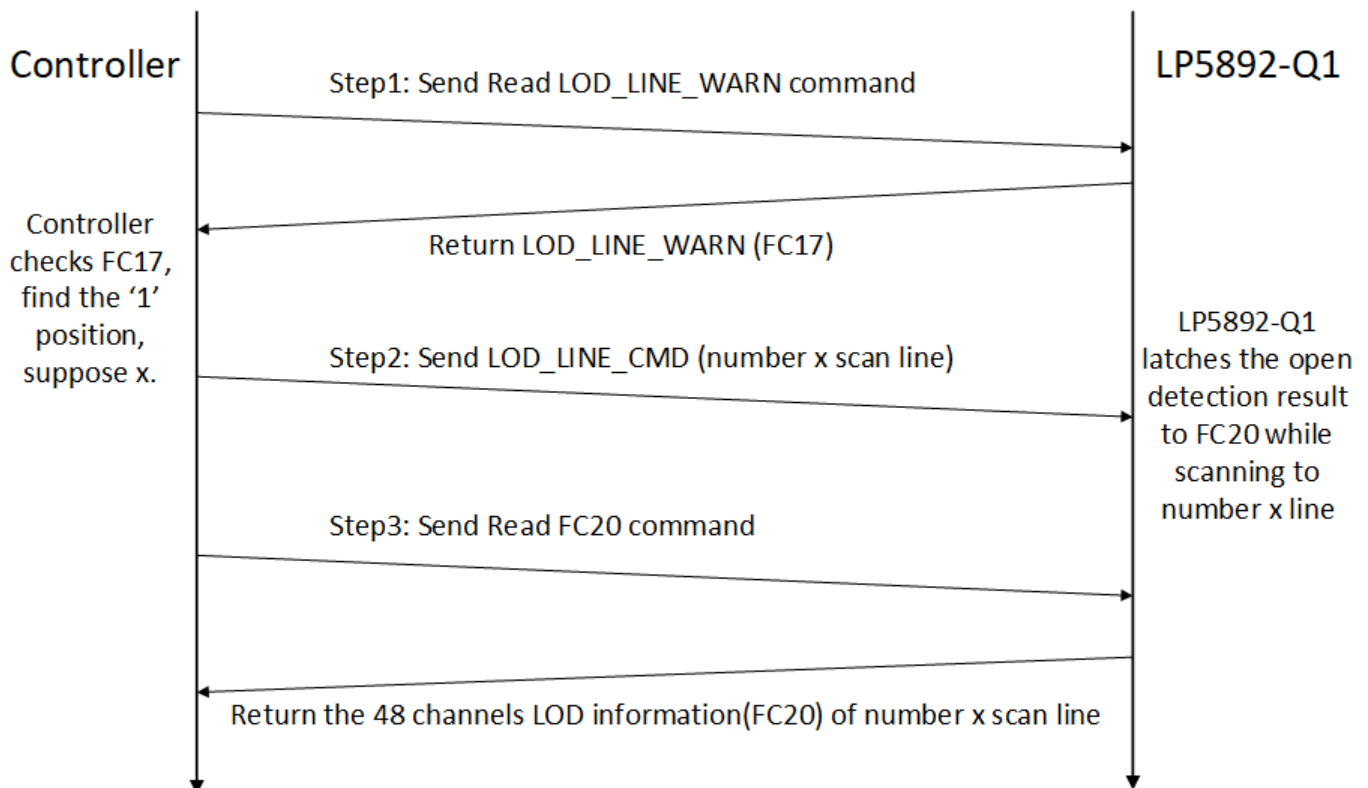 Controller
LP5892-Q1
Step1: Send Read LOD_LINE_WARN command
Return LOD_LINE_WARN (FC17)
Controller
checks FC17,
find the ‘1’
position,
suppose x.
Step2: Send LOD_LINE_CMD (number x scan line)
LP5892-Q1
latches the open
detection result
to FC20 while
scanning to
number x line
Step3: Send Read FC20 command
Return the 48 channels LOD information(FC20) of number x scan line